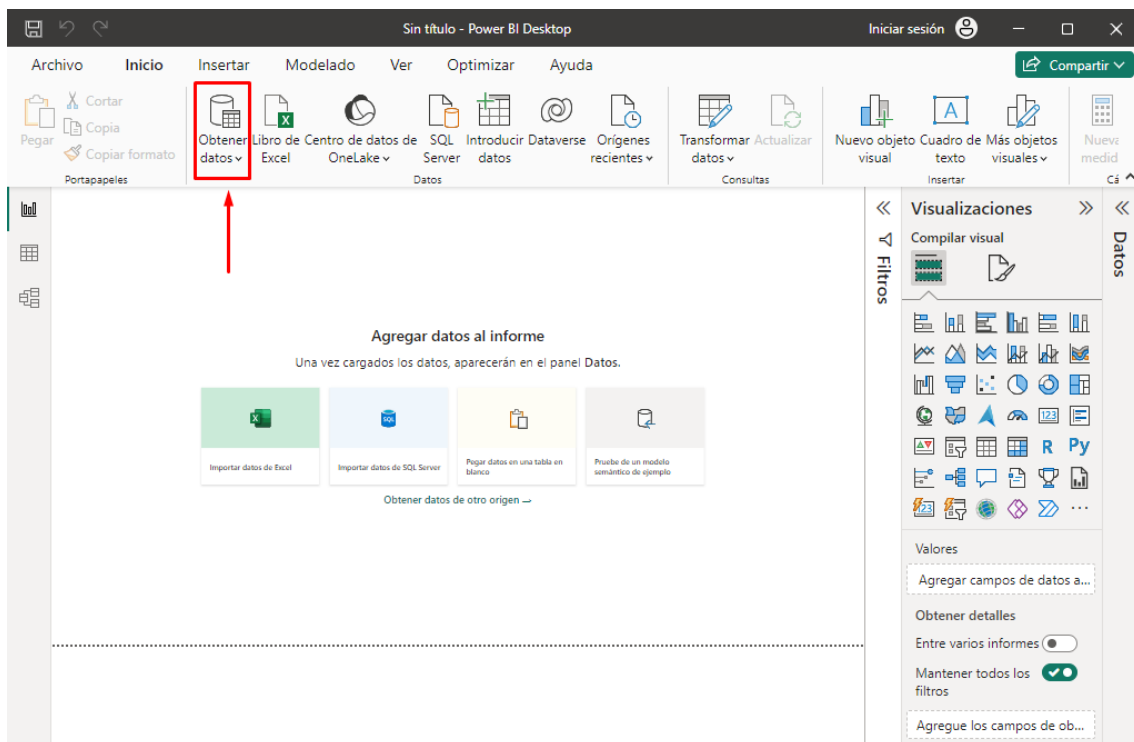 Sin título - Power BI Desktop
Iniciar sesión
Archivo Inicio Insertar Modelado Ver Optimizar Ayuda
Compartir
Pegar
Cortar
Copia
Copiar formato
Portapapeles
Obtener datos
Libro de Excel
Centro de datos de OneLake
SQL Server
Introducir datos
Dataverse
Orígenes recientes
Datos
Transformar datos
Actualizar
Consultas
Nuevo objeto visual
Cuadro de texto
Más objetos visuales
Insertar
Nueva
medid
Cá
Agregar datos al informe
Una vez cargados los datos, aparecerán en el panel Datos.
Importar datos de Excel
SQL
Importar datos de SQL Server
Pegar datos en una tabla en
blanco
Pruebe de un modelo
semántico de ejemplo
Obtener datos de otro origen
Filtros
Visualizaciones
Compilar visual
123
R
Py
123
Valores
Agregar campos de datos a...
Obtener detalles
Entre varios informes
Mantener todos los
filtros
Agregue los campos de ob...
Datos